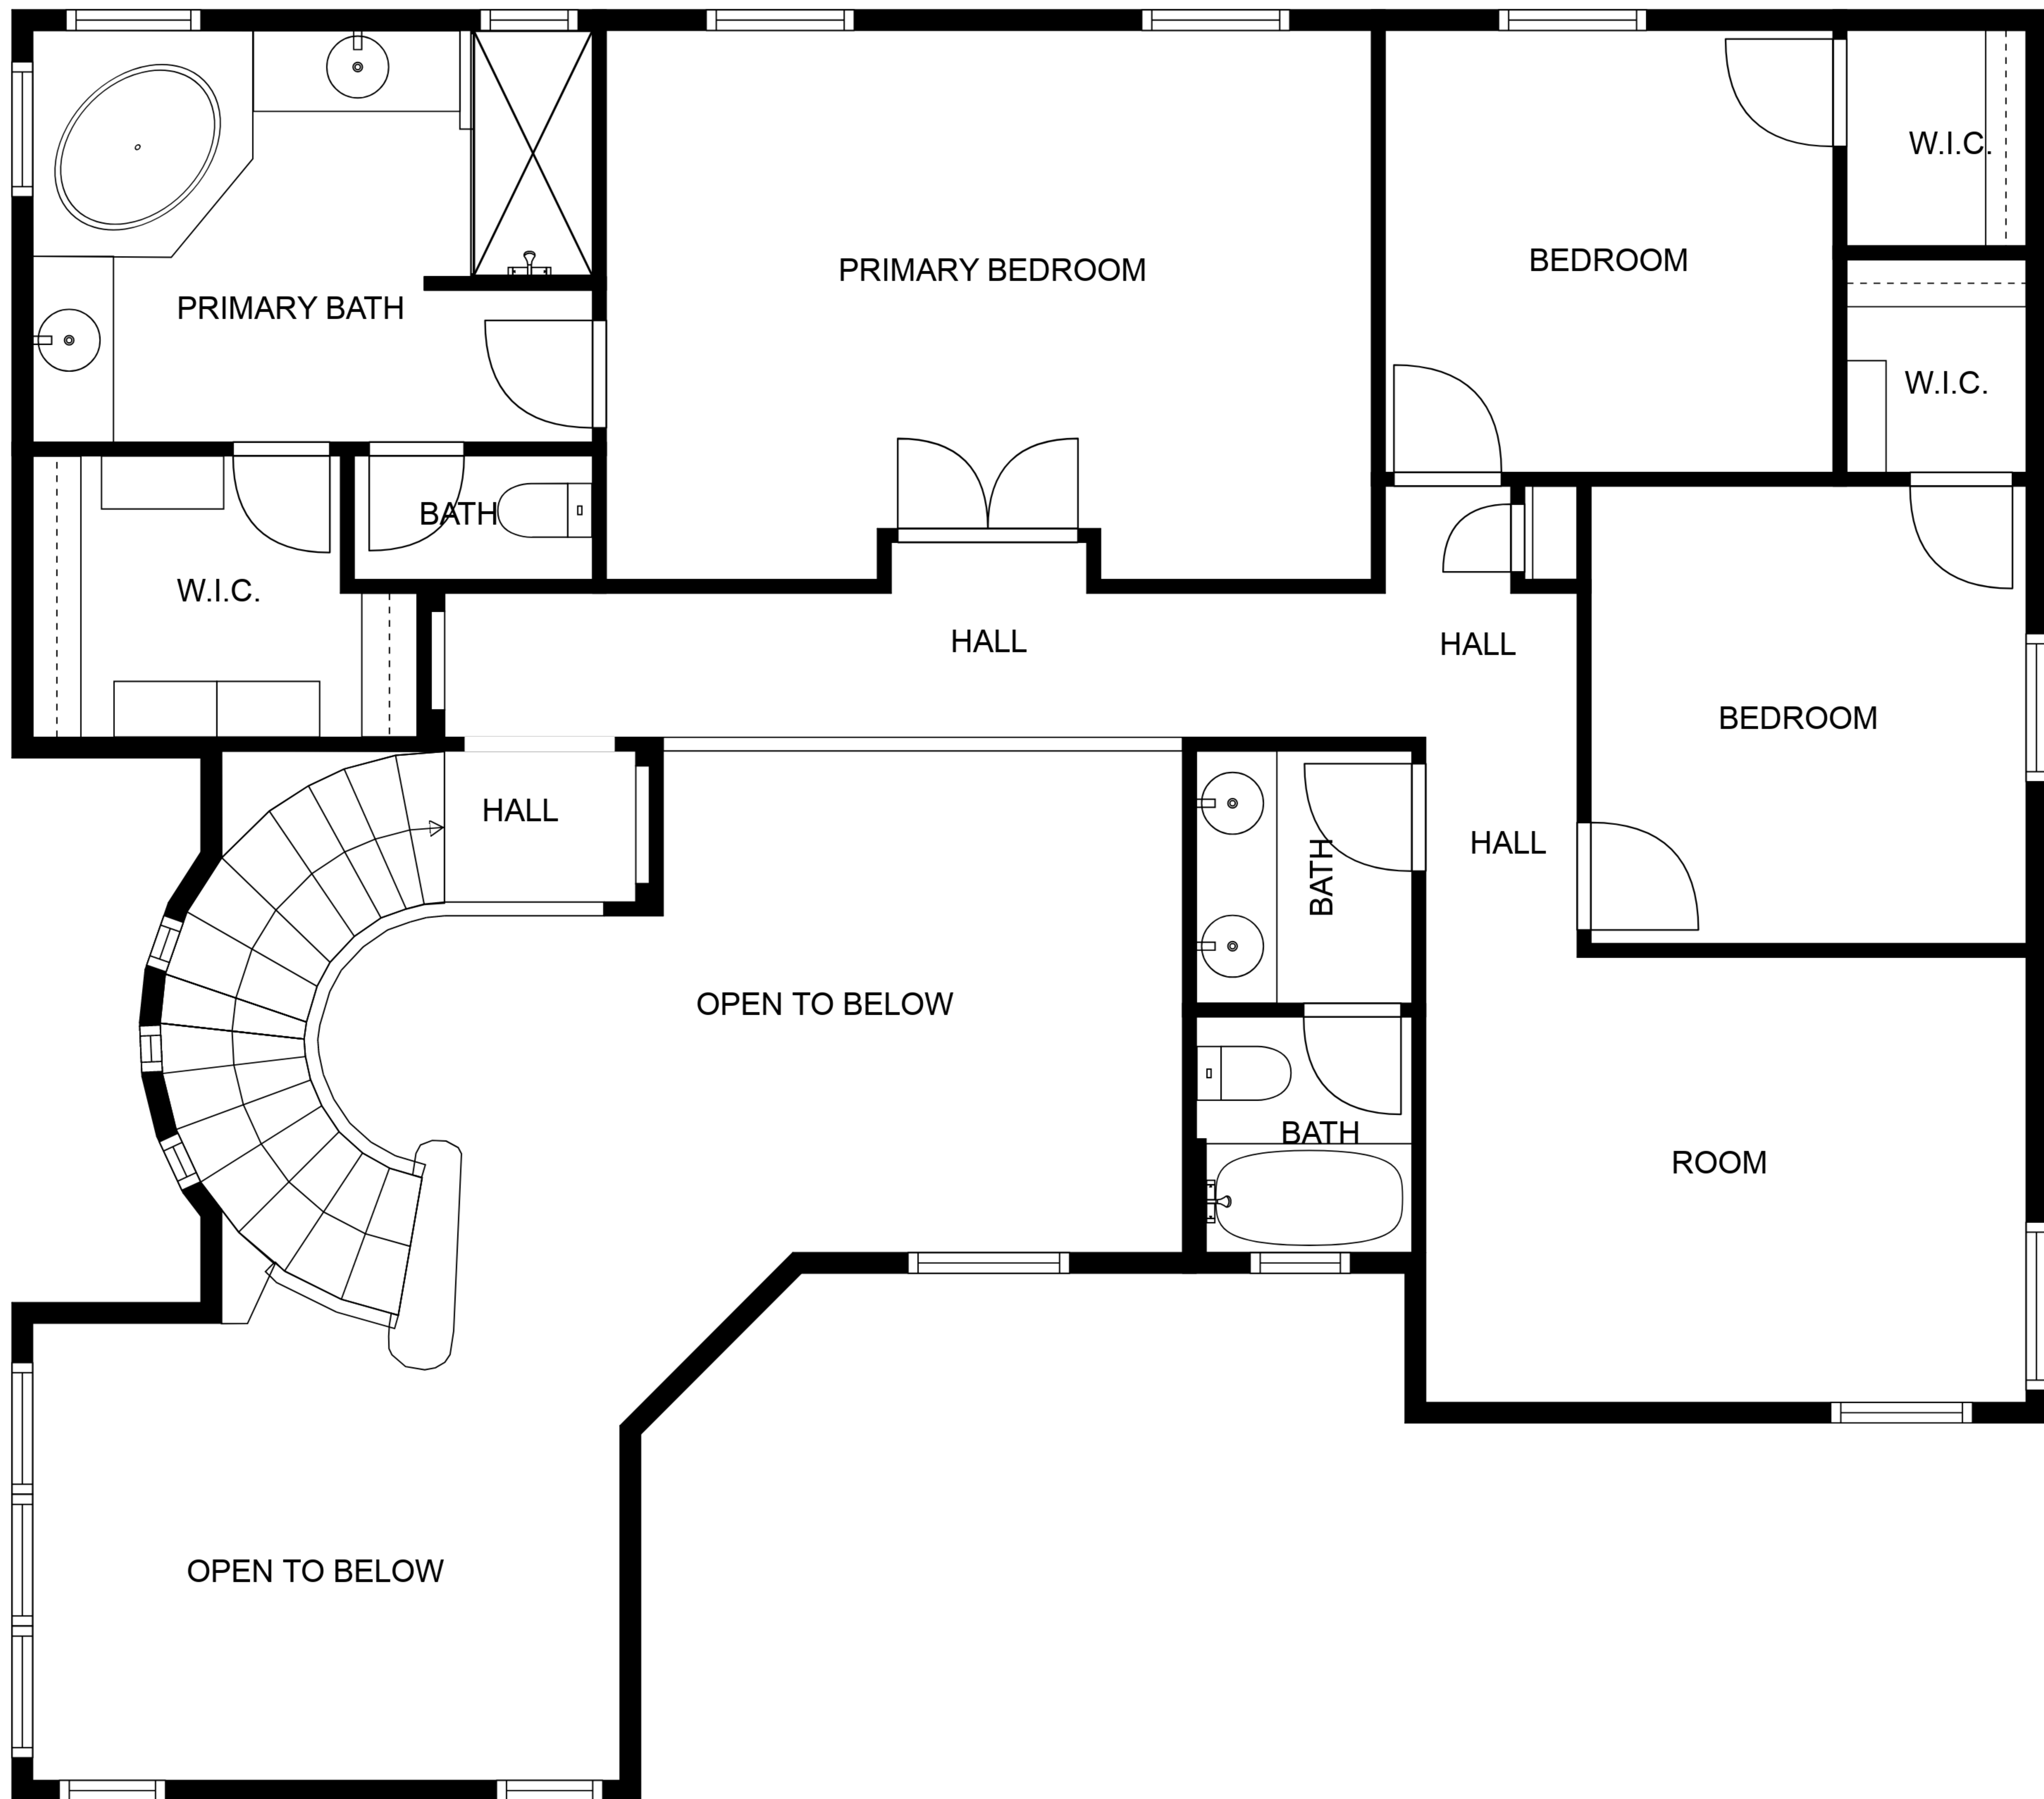 W.I.C.
BEDROOM
PRIMARY BEDROOM
PRIMARY BATH
W.I.C.
BATH
W.I.C.
HALL
HALL
BEDROOM
HALL
HALL
BATH
OPEN TO BELOW
BATH
ROOM
OPEN TO BELOW